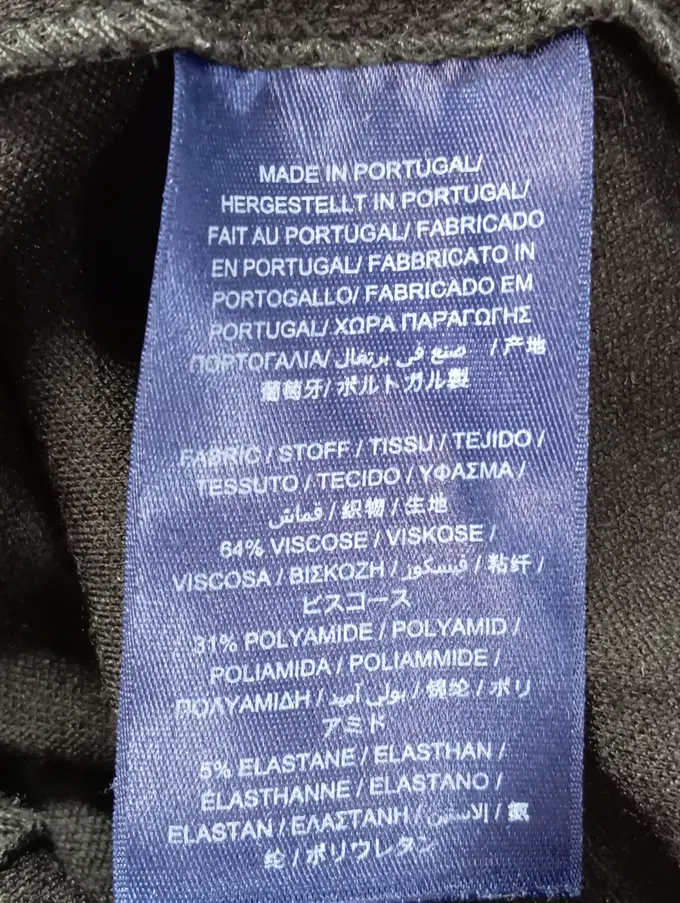 MADE IN PORTUGAL/
HERGESTELLT IN PORTUGAL/
FAIT AU PORTUGAL/ FABRICADO
EN PORTUGAL/ FABBRICATO IN
PORTOGALLO/ FABRICADO EM
PORTUGAL/ ΧΩΡΑ ΠΑΡΑΓΩΓΗΣ
ΠΟΡΤΟΓΑΛΙΑ/ صنع في برتغال / 产地
葡萄牙/ ポルトガル製
FABRIC / STOFF / TISSU / TEJIDO /
TESSUTO / TECIDO / ΥΦΑΣΜΑ /
قماش / 織物 / 生地
64% VISCOSE / VISKOSE /
VISCOSA / ΒΙΣΚΟΖΗ / فيسكوز / 粘纤 /
ビスコース
31% POLYAMIDE / POLYAMID /
POLIAMIDA / POLIAMMIDE /
ΠΟΛΥΑΜΙΔΗ / بولي أميد / 锦纶 / ポリ
アミド
5% ELASTANE / ELASTHAN /
ÉLASTHANNE / ELASTANO /
ELASTAN / ΕΛΑΣΤΑΝΗ / الاستين / 氨
纶 / ポリウレタン